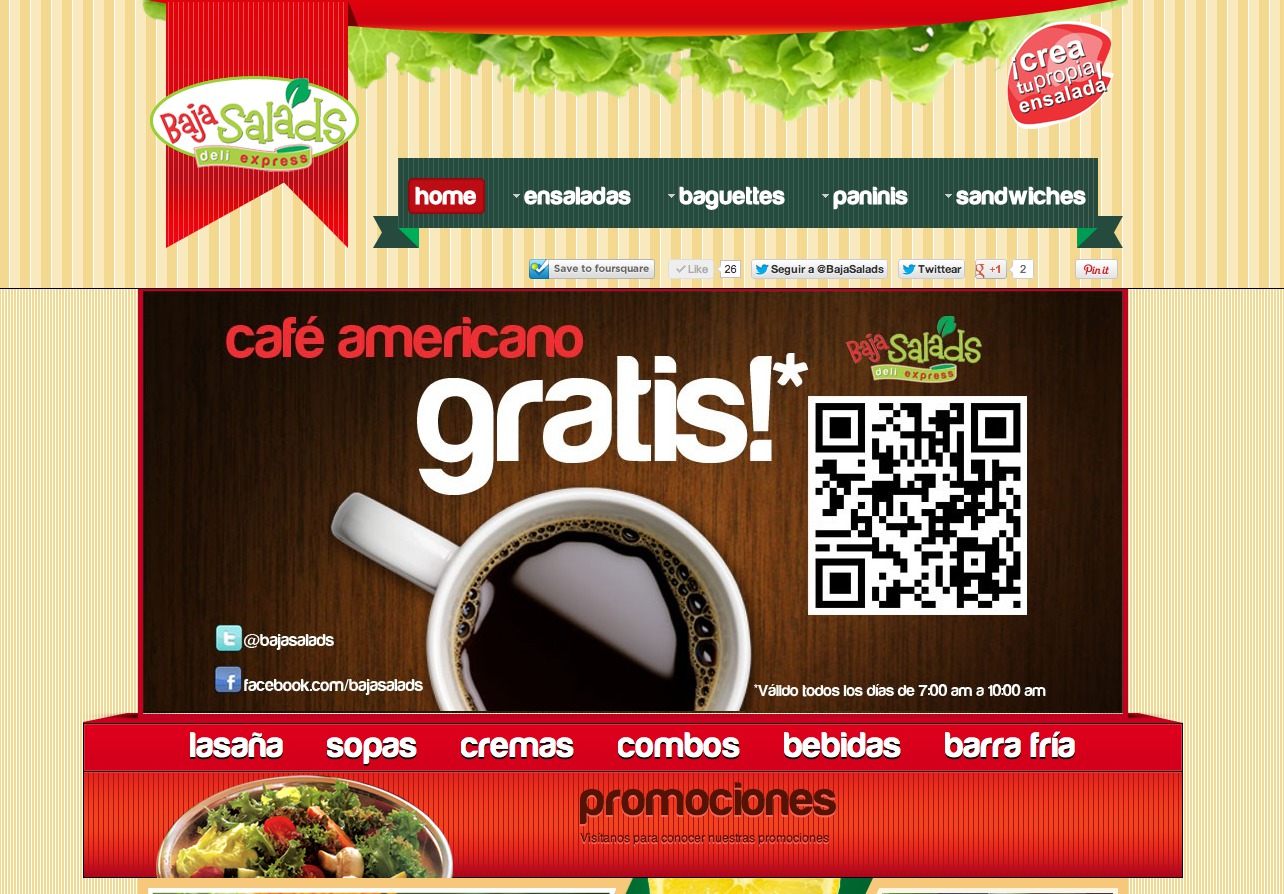 Baja Salads
deli express
¡crea
tu propia
ensalada!
home
ensaladas
baguettes
paninis
sandwiches
Save to foursquare
Like
26
Seguir a @BajaSalads
Twittear
g +1
2
Pin it
café americano
gratis!*
Baja Salads
deli express
@bajasalads
facebook.com/bajasalads
*Válido todos los días de 7:00 am a 10:00 am
lasaña
sopas
cremas
combos
bebidas
barra fría
promociones
Visítanos para conocer nuestras promociones